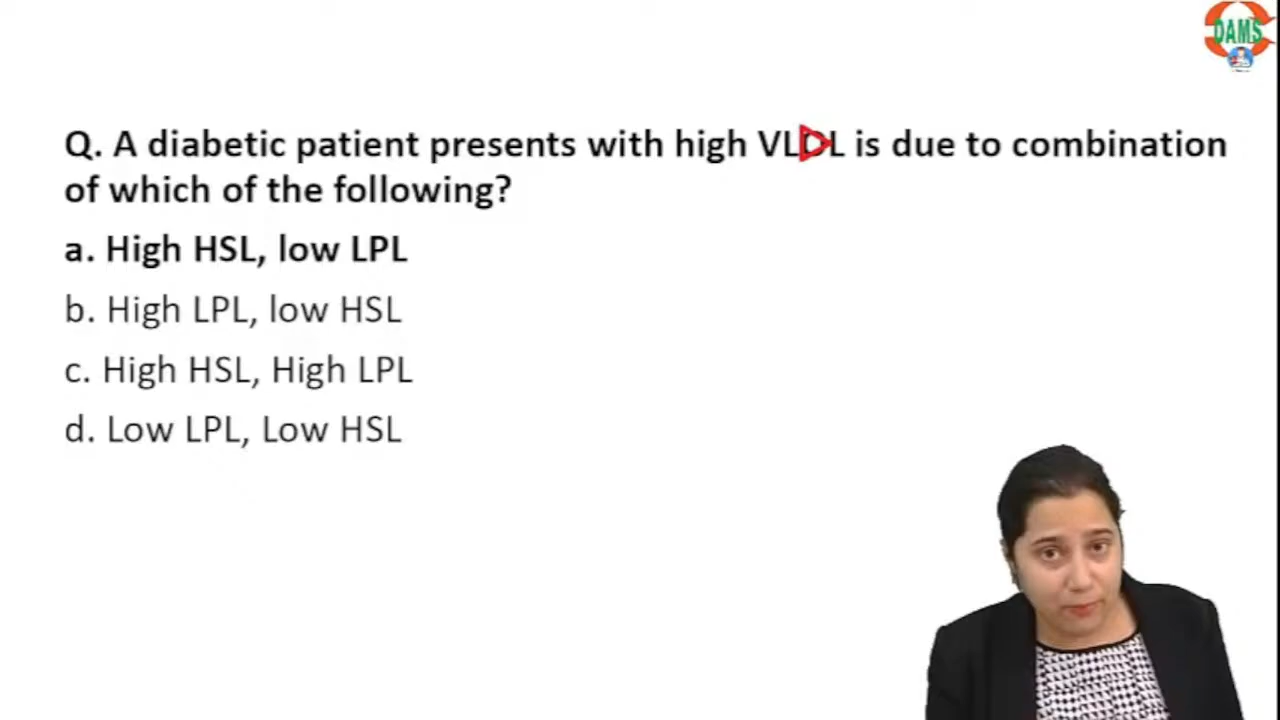 DAMS
Q. A diabetic patient presents with high VLDL is due to combination
of which of the following?
a. High HSL, low LPL
b. High LPL, low HSL
c. High HSL, High LPL
d. Low LPL, Low HSL